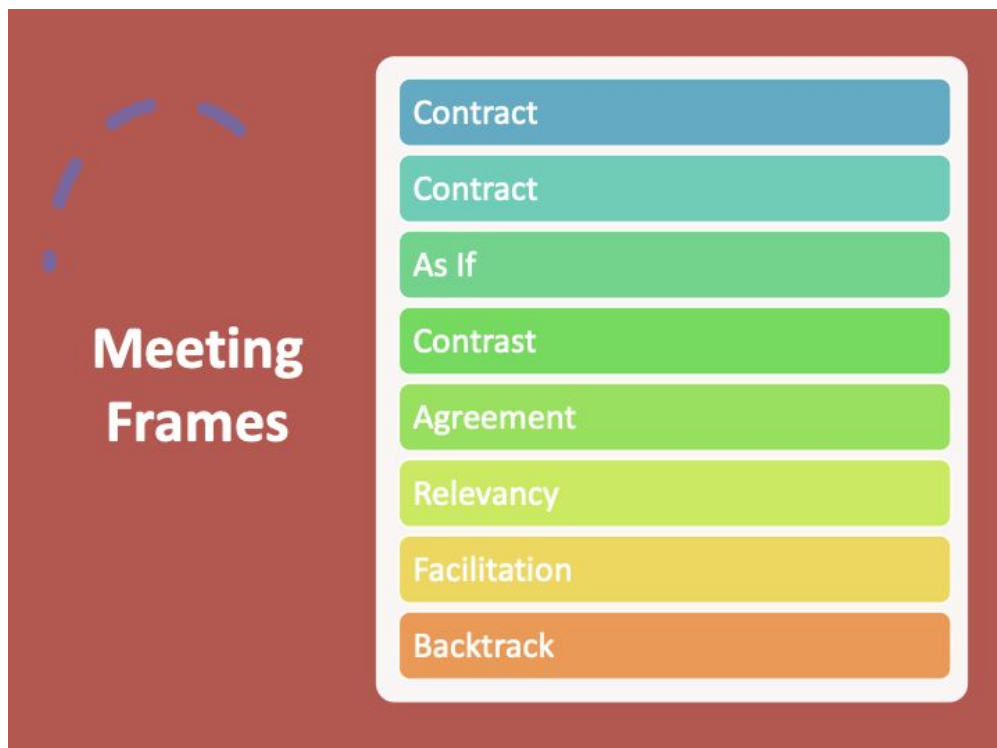 Meeting
Frames
Contract
Contract
As If
Contrast
Agreement
Relevancy
Facilitation
Backtrack